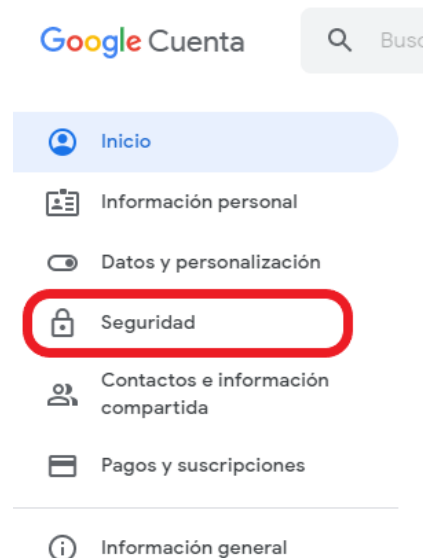 Google Cuenta
Inicio
Información personal
Datos y personalización
Seguridad
Contactos e información
compartida
Pagos y suscripciones
Información general